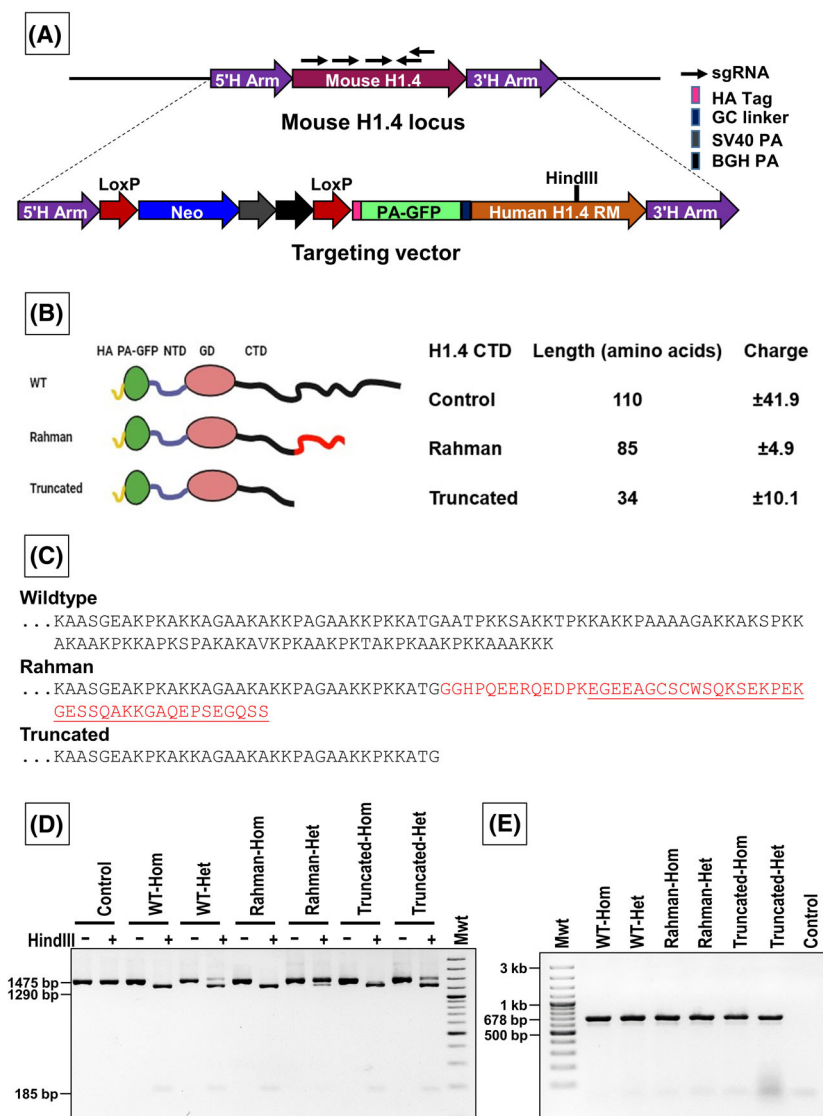 (A)
5'H Arm Mouse H1.4 3'H Arm
Mouse H1.4 locus
sgRNA
HA Tag
GC linker
SV40 PA
BGH PA
LoxP LoxP HindIII
5'H Arm Neo PA-GFP Human H1.4 RM 3'H Arm
Targeting vector
(B)
HA PA-GFP NTD GD CTD
WT
Rahman
Truncated
H1.4 CTD Length (amino acids) Charge
Control 110 ±41.9
Rahman 85 ±4.9
Truncated 34 ±10.1
(C)
Wildtype
...KAASGEAKPKAKKAGAAKAKKPAGAAKKPKKATGAATPKKSAKKTPKKAKKPAAAAGAKKAKSPKK
AKAAKPKKAPKSPAKAKAVKPKAAKPKTAKPKAAKPKKAAAKKK
Rahman
...KAASGEAKPKAKKAGAAKAKKPAGAAKKPKKATGGGHPQEERQEDPKEGEEAGCSCWSQKSEKPEK
GESSQAKKGAQEPSEGQSS
Truncated
...KAASGEAKPKAKKAGAAKAKKPAGAAKKPKKATG
(D)
Control WT-Hom WT-Het Rahman-Hom Rahman-Het Truncated-Hom Truncated-Het Mwt
HindIII - + - + - + - + - + - + - +
1475 bp
1290 bp
185 bp
(E)
Mwt WT-Hom WT-Het Rahman-Hom Rahman-Het Truncated-Hom Truncated-Het Control
3 kb
1 kb
678 bp
500 bp